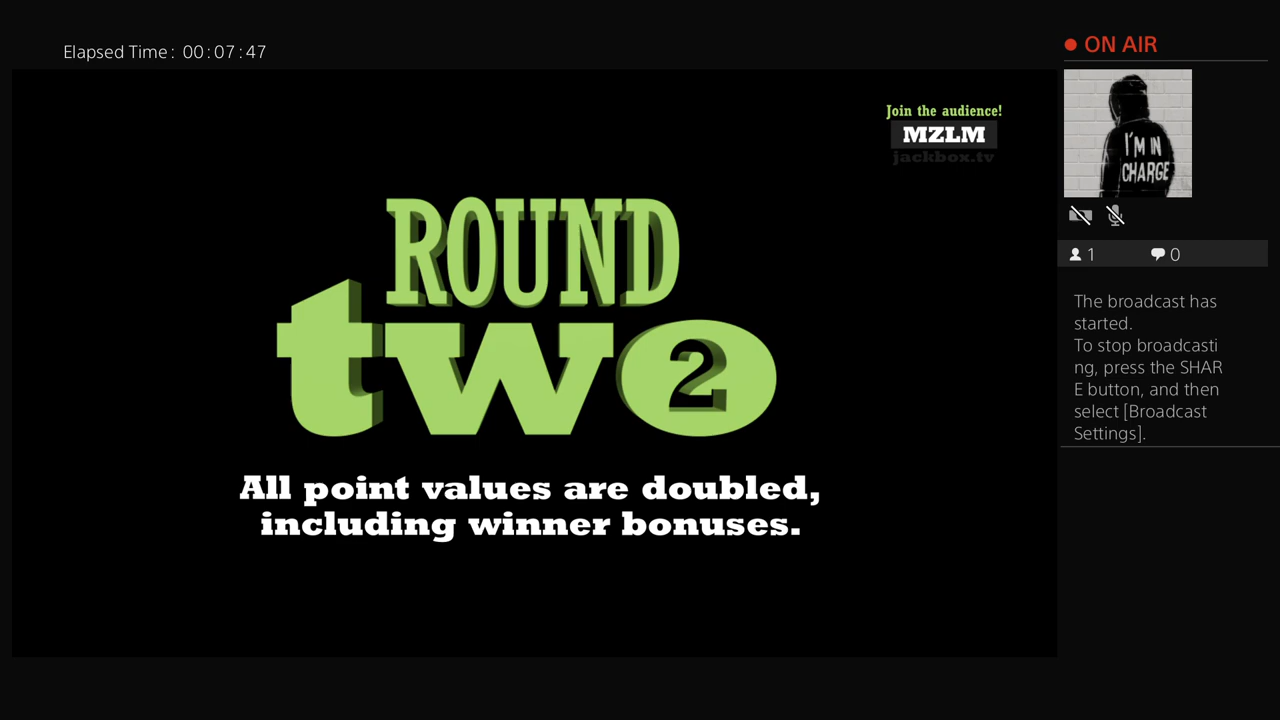 Elapsed Time: 00:07:47
ON AIR
Join the audience!
MZLM
jackbox.tv
I'M IN
CHARGE
1 0
ROUND
two
2
All point values are doubled,
including winner bonuses.
The broadcast has
started.
To stop broadcasti
ng, press the SHAR
E button, and then
select [Broadcast
Settings].